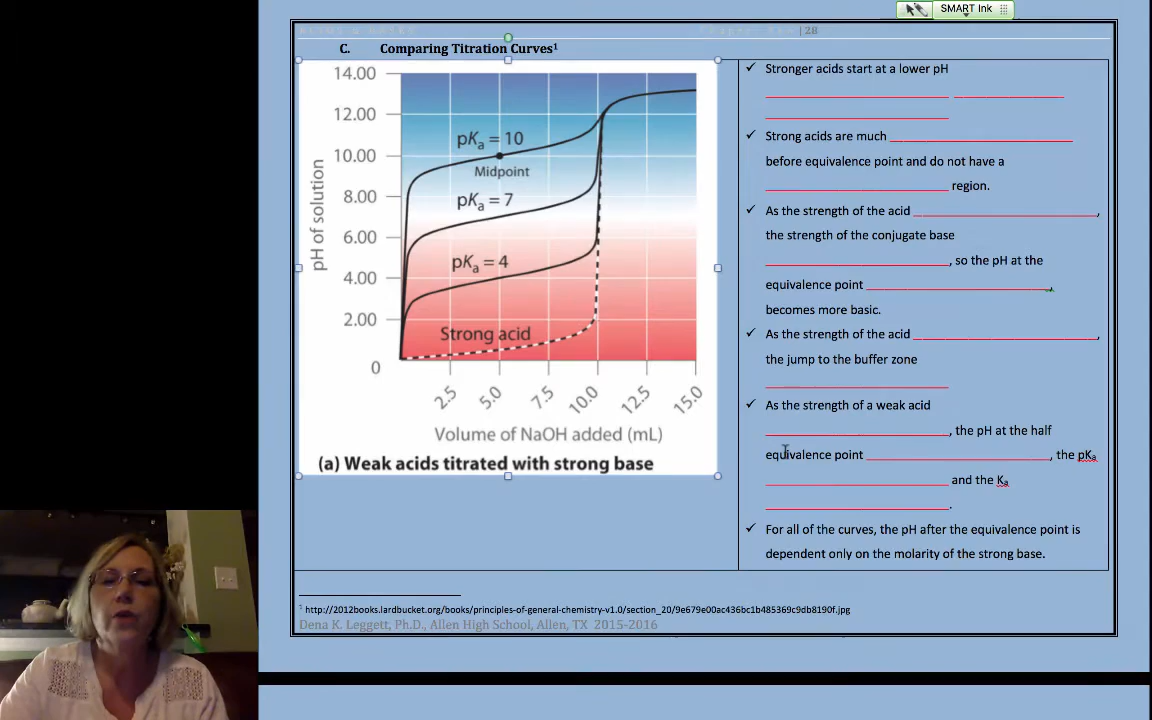 SMART Ink
| 28
C. Comparing Titration Curves¹
14.00
12.00
10.00
8.00
6.00
4.00
2.00
0
pH of solution
pKₐ = 10
Midpoint
pKₐ = 7
pKₐ = 4
Strong acid
2.5 5.0 7.5 10.0 12.5 15.0
Volume of NaOH added (mL)
(a) Weak acids titrated with strong base
✓ Stronger acids start at a lower pH
✓ Strong acids are much
before equivalence point and do not have a
region.
✓ As the strength of the acid ,
the strength of the conjugate base
, so the pH at the
equivalence point ,
becomes more basic.
✓ As the strength of the acid ,
the jump to the buffer zone
✓ As the strength of a weak acid
, the pH at the half
equivalence point , the pKₐ
and the Kₐ
.
✓ For all of the curves, the pH after the equivalence point is
dependent only on the molarity of the strong base.
¹ http://2012books.lardbucket.org/books/principles-of-general-chemistry-v1.0/section_20/9e679e00ac436bc1b485369c9db8190f.jpg
Dena K. Leggett, Ph.D., Allen High School, Allen, TX 2015-2016